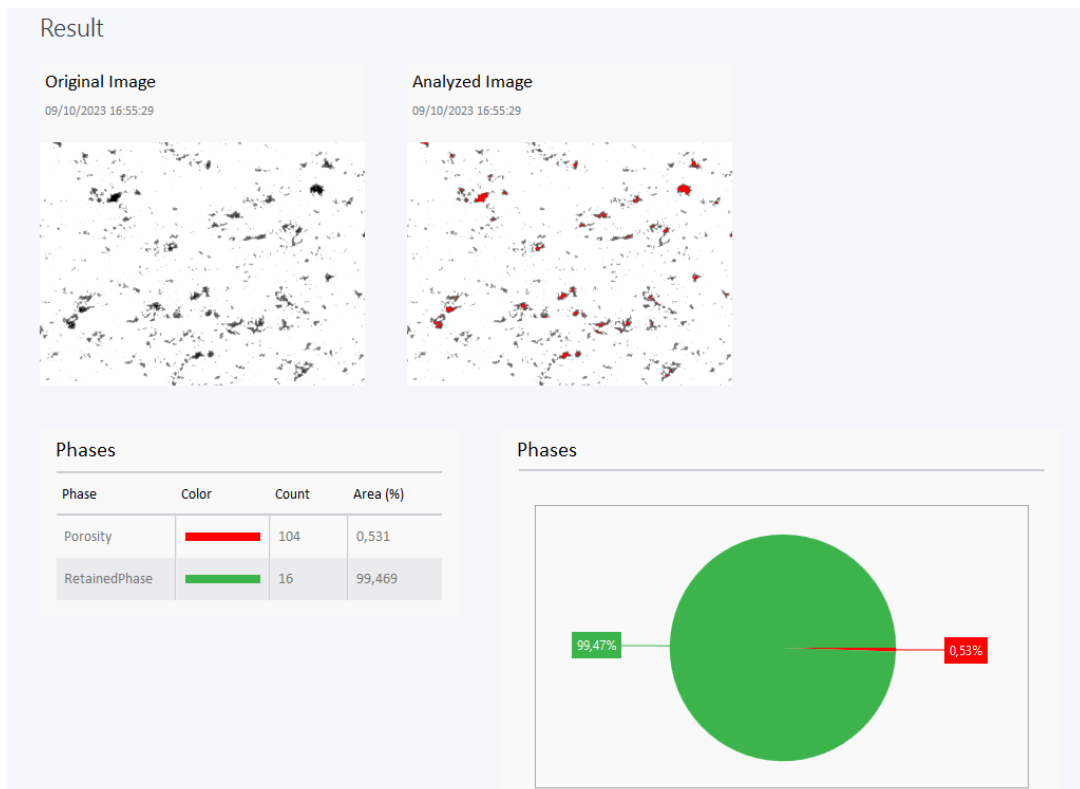 Result
Original Image
09/10/2023 16:55:29
Analyzed Image
09/10/2023 16:55:29
Phases
Phase Color Count Area (%)
Porosity 104 0,531
RetainedPhase 16 99,469
Phases
99,47%
0,53%